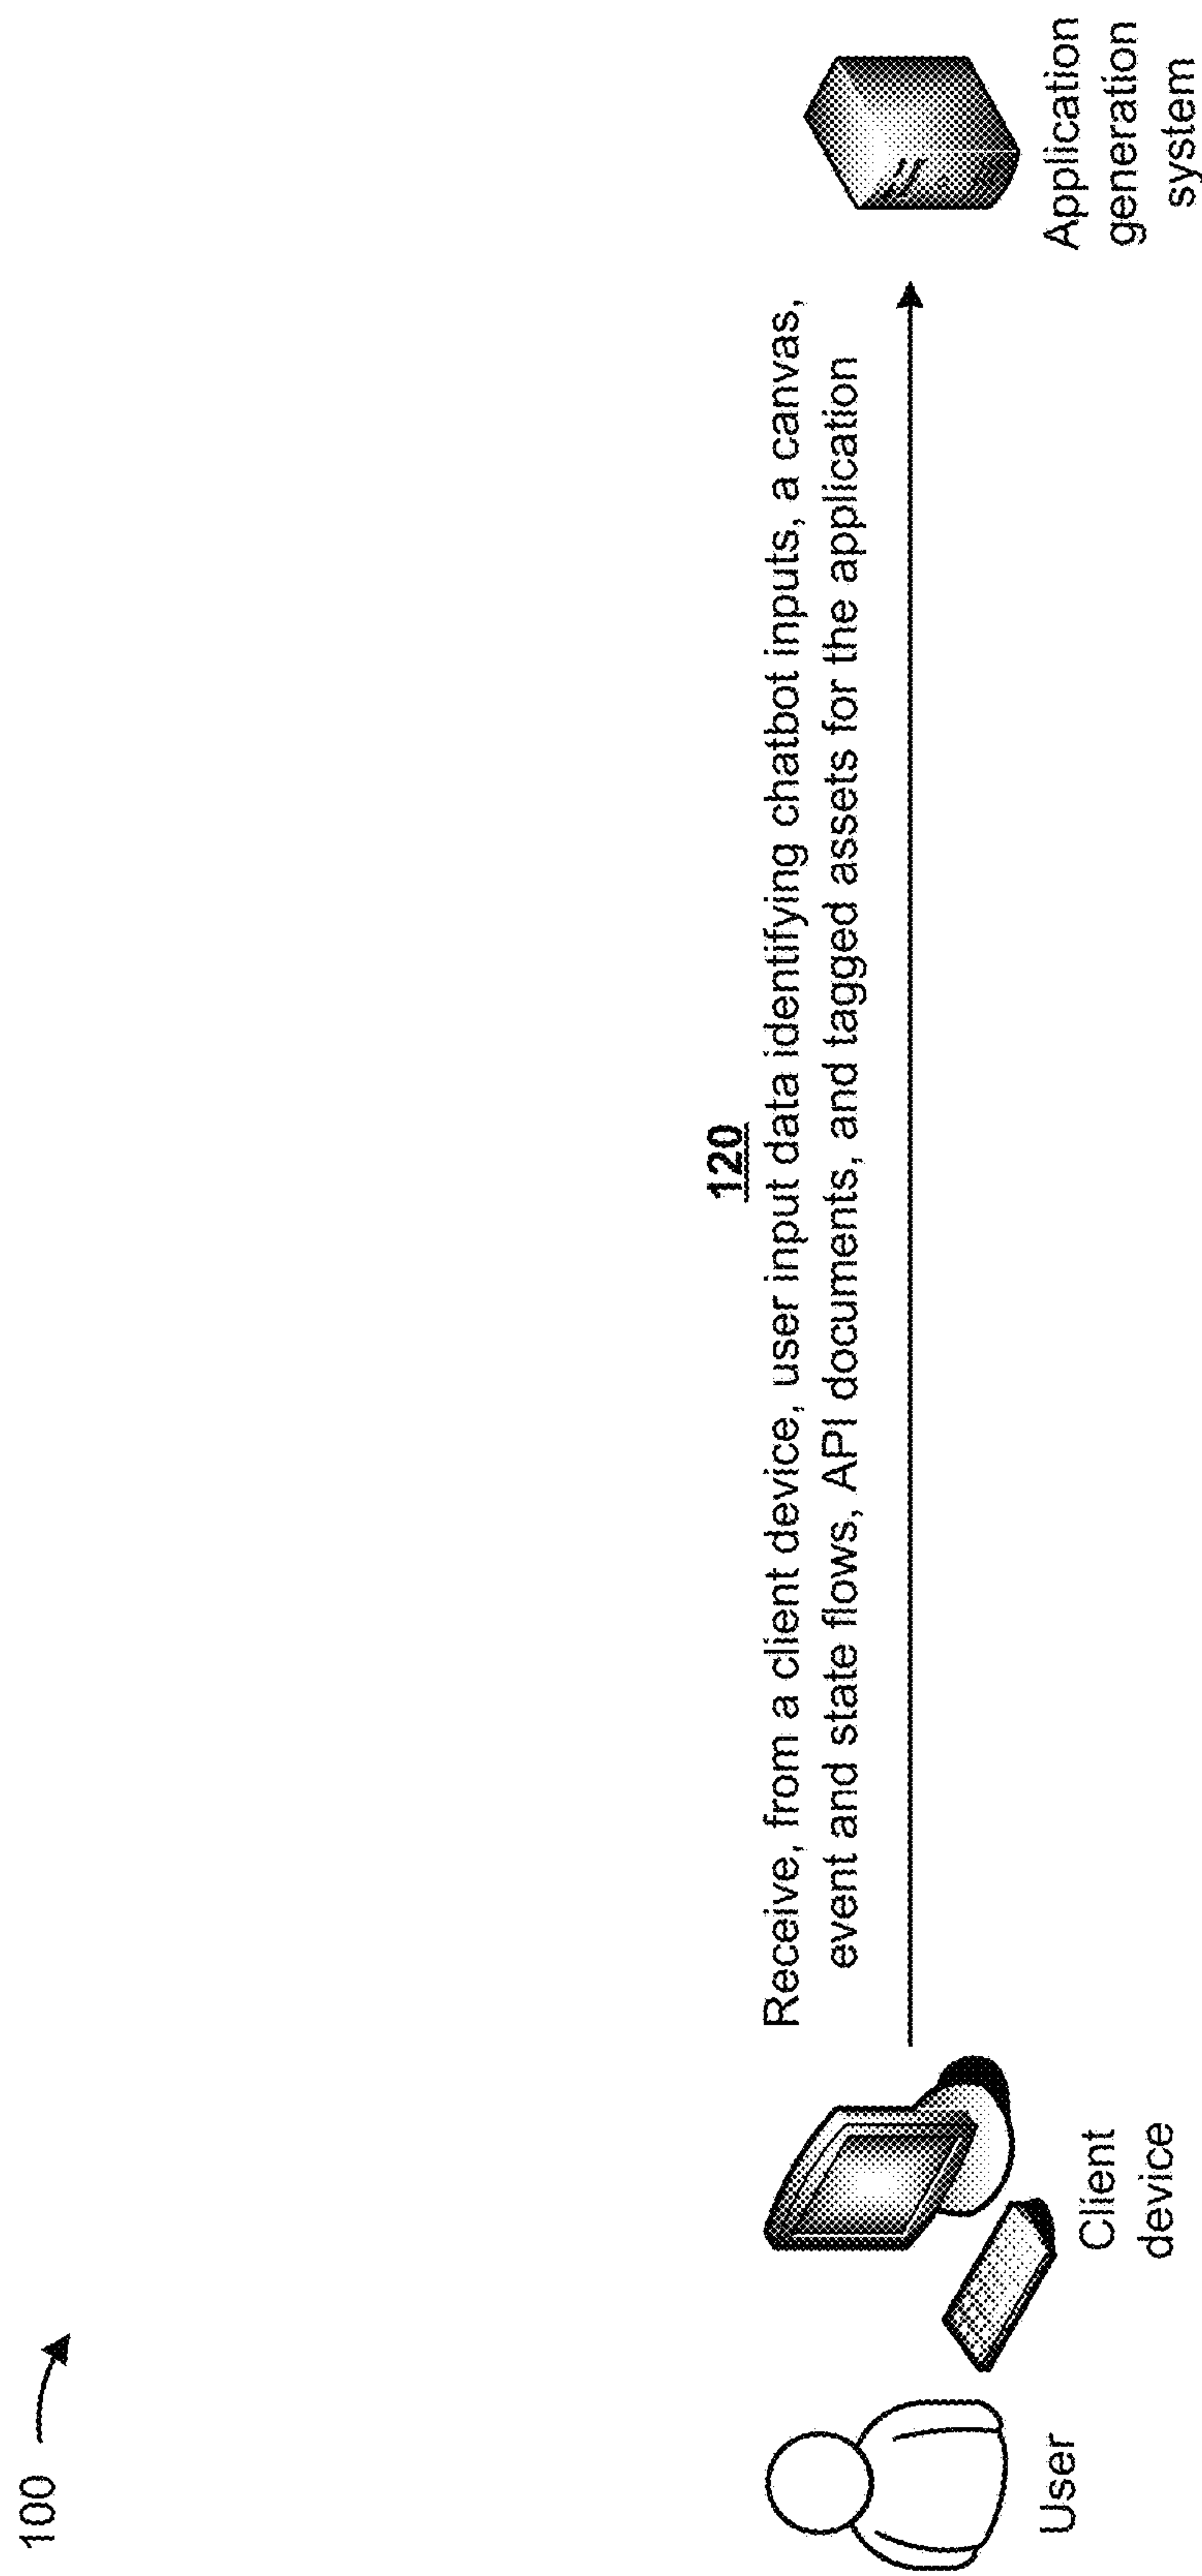 100
120
Receive, from a client device, user input data identifying chatbot inputs, a canvas,
event and state flows, API documents, and tagged assets for the application
User
Client
device
Application
generation
system